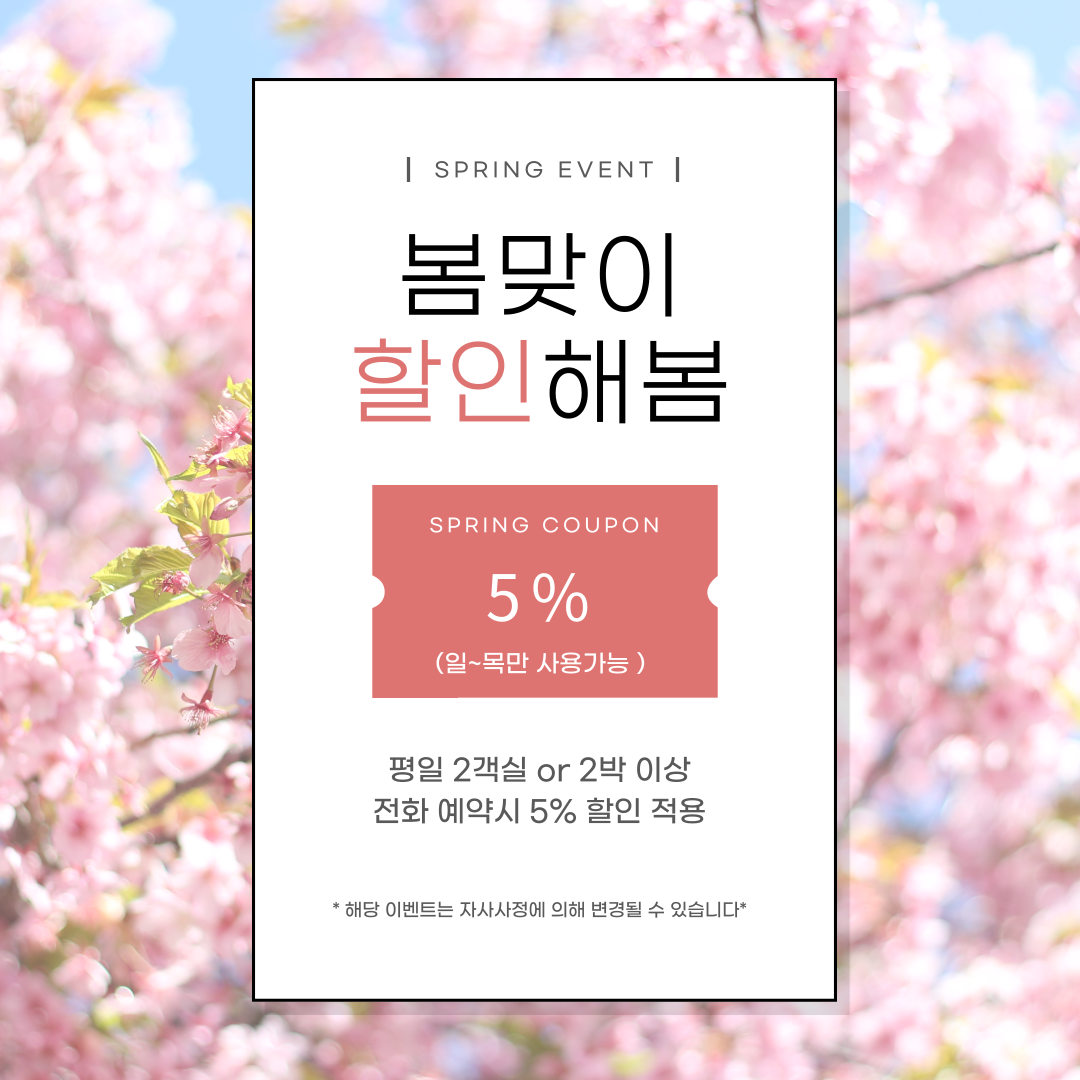 | SPRING EVENT |
봄맞이
할인해봄
SPRING COUPON
5%
(일~목만 사용가능 )
평일 2객실 or 2박 이상
전화 예약시 5% 할인 적용
* 해당 이벤트는 자사사정에 의해 변경될 수 있습니다*